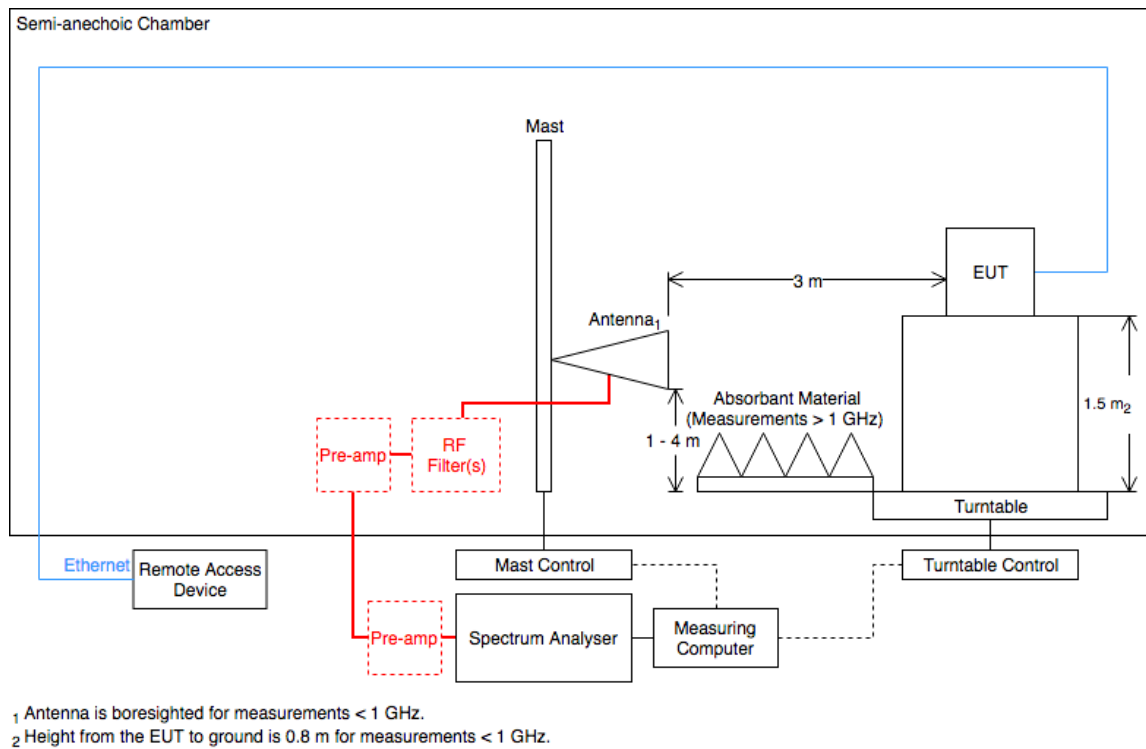 Semi-anechoic Chamber
Mast
EUT
3 m
Antenna1
Absorbant Material
(Measurements > 1 GHz)
1.5 m2
1 - 4 m
RF
Filter(s)
Pre-amp
Turntable
Ethernet
Remote Access
Device
Mast Control
Turntable Control
Pre-amp
Spectrum Analyser
Measuring
Computer
1 Antenna is boresighted for measurements < 1 GHz.
2 Height from the EUT to ground is 0.8 m for measurements < 1 GHz.